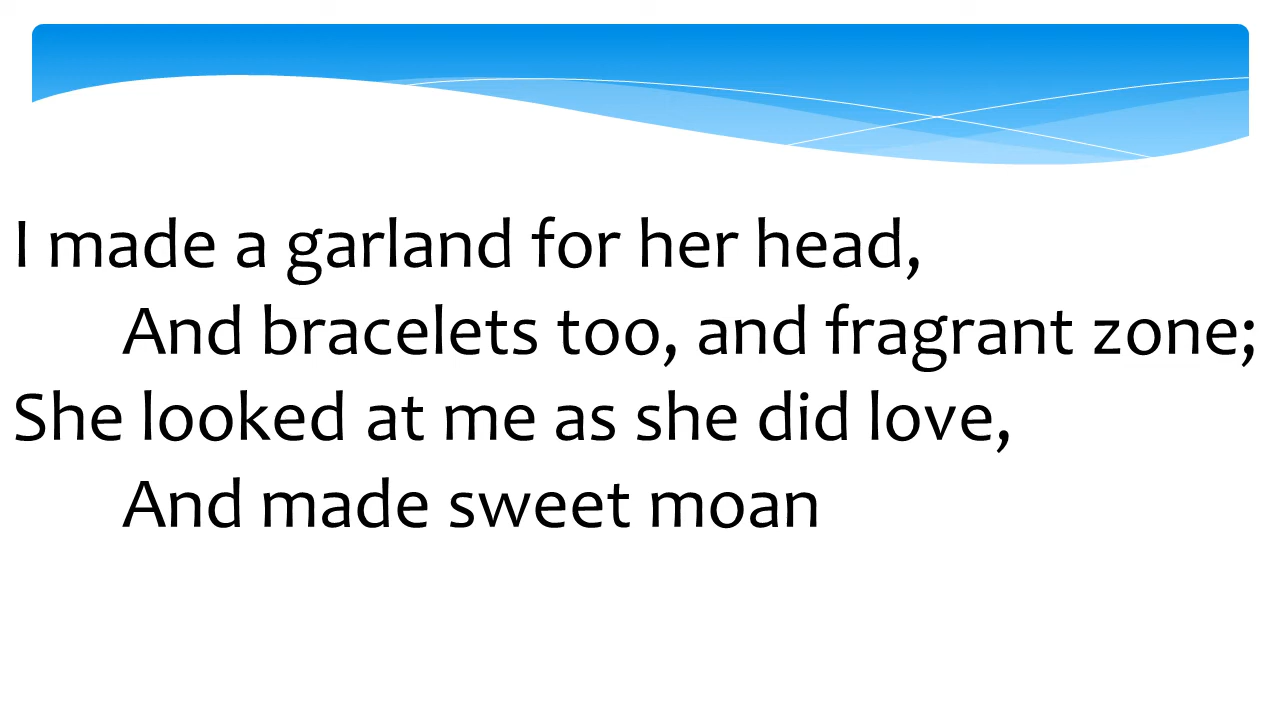 I made a garland for her head,
And bracelets too, and fragrant zone;
She looked at me as she did love,
And made sweet moan